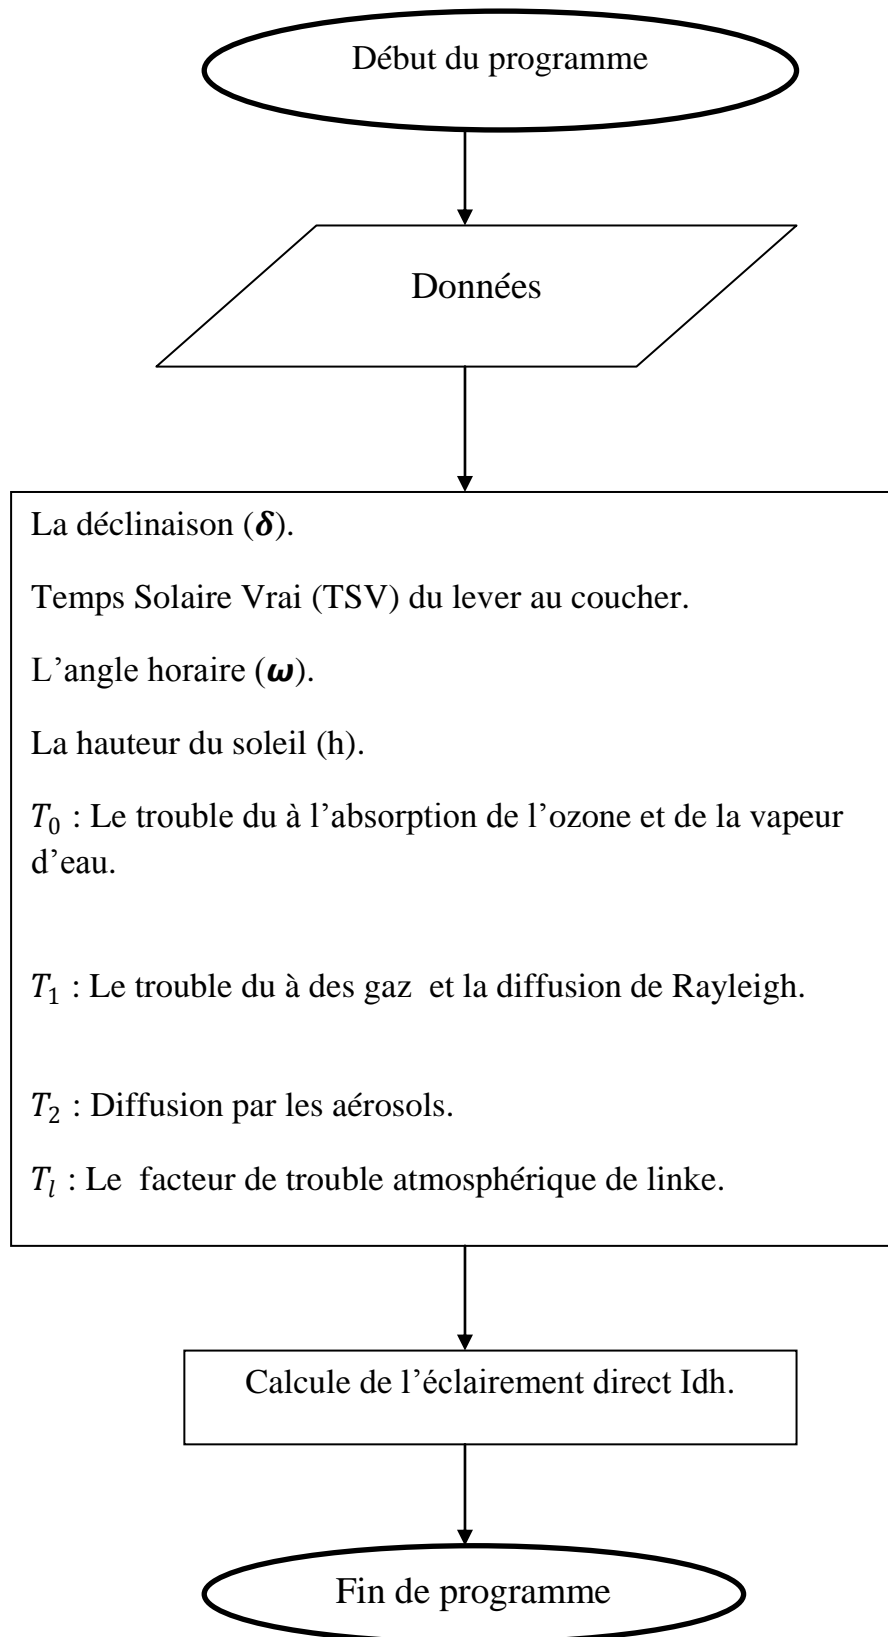 Début du programme
Données
La déclinaison (δ).
Temps Solaire Vrai (TSV) du lever au coucher.
L’angle horaire (ω).
La hauteur du soleil (h).
T₀ : Le trouble du à l’absorption de l’ozone et de la vapeur
d’eau.
T₁ : Le trouble du à des gaz et la diffusion de Rayleigh.
T₂ : Diffusion par les aérosols.
Tₗ : Le facteur de trouble atmosphérique de linke.
Calcule de l’éclairement direct Idh.
Fin de programme